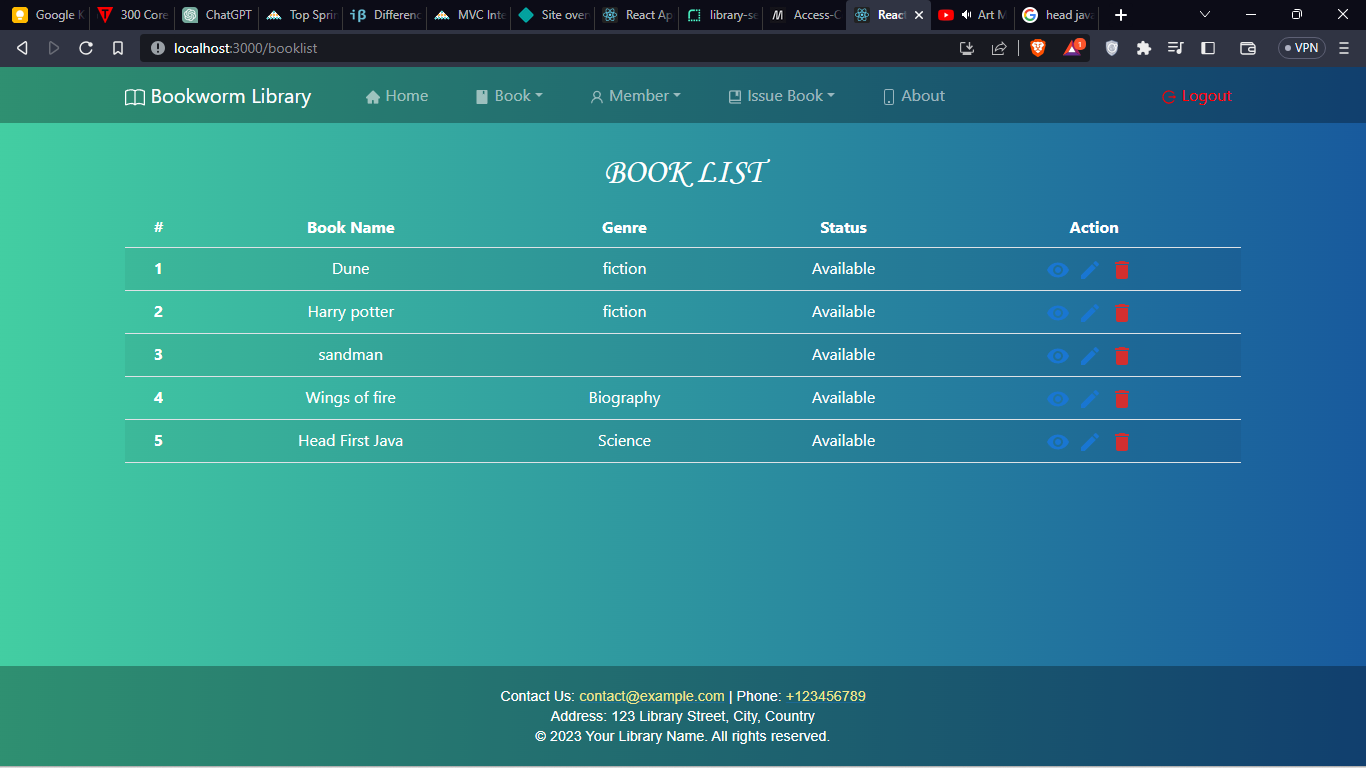 Google K 300 Core ChatGPT Top Sprin Differenc MVC Inte Site over React Ap library-se Access-C React Art M head java
localhost:3000/booklist VPN
Bookworm Library Home Book Member Issue Book About Logout
BOOK LIST
# Book Name Genre Status Action
1 Dune fiction Available
2 Harry potter fiction Available
3 sandman Available
4 Wings of fire Biography Available
5 Head First Java Science Available
Contact Us: contact@example.com | Phone: +123456789
Address: 123 Library Street, City, Country
© 2023 Your Library Name. All rights reserved.